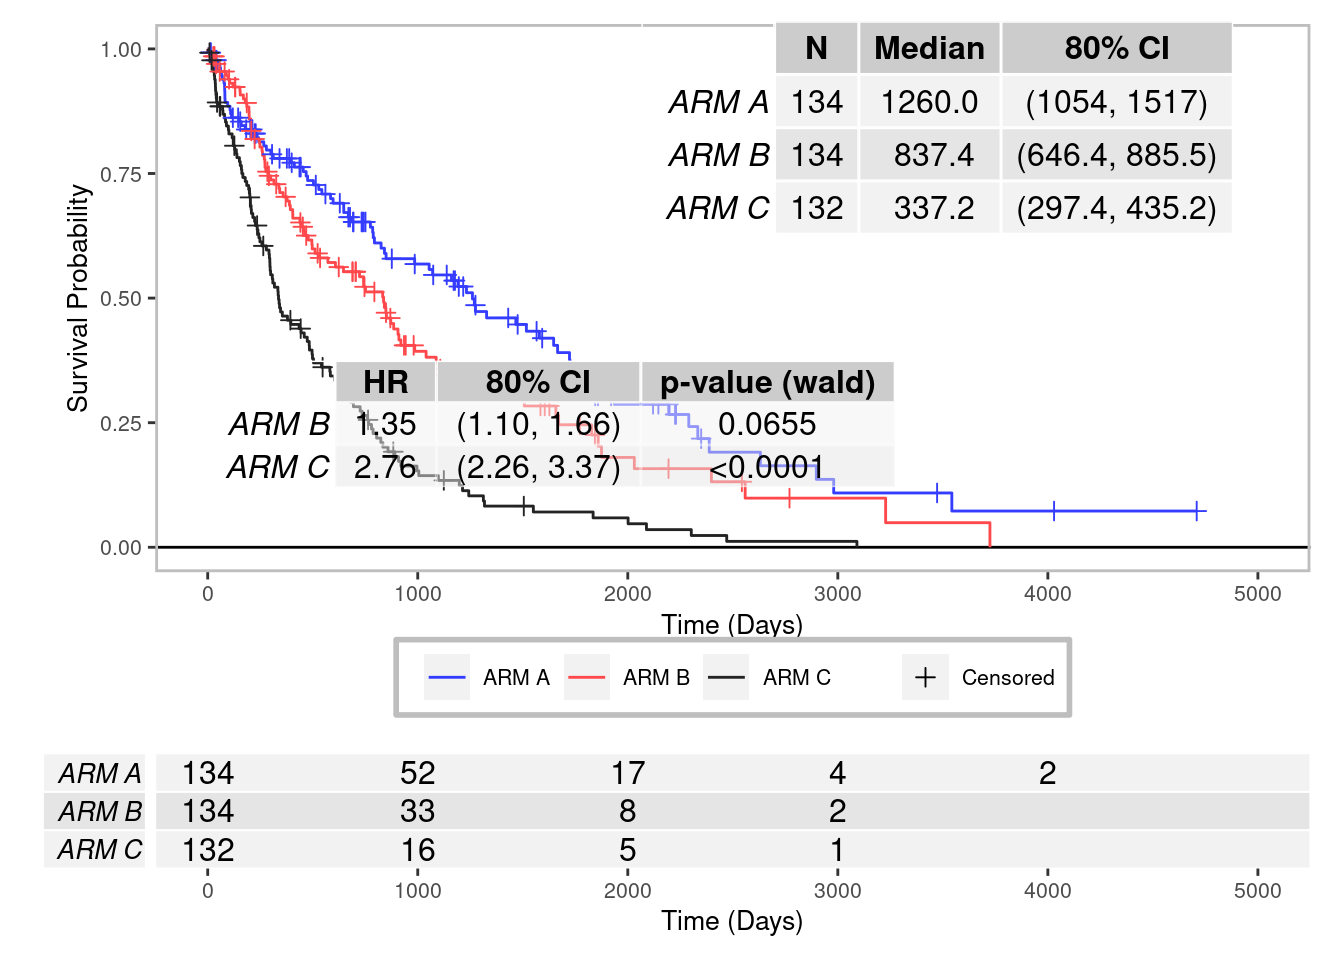 N Median 80% CI
ARM A 134 1260.0 (1054, 1517)
ARM B 134 837.4 (646.4, 885.5)
ARM C 132 337.2 (297.4, 435.2)
Survival Probability
1.00
0.75
0.50
0.25
0.00
HR 80% CI p-value (wald)
ARM B 1.35 (1.10, 1.66) 0.0655
ARM C 2.76 (2.26, 3.37) <0.0001
0 1000 2000 3000 4000 5000
Time (Days)
ARM A ARM B ARM C Censored
ARM A 134 52 17 4 2
ARM B 134 33 8 2
ARM C 132 16 5 1
0 1000 2000 3000 4000 5000
Time (Days)